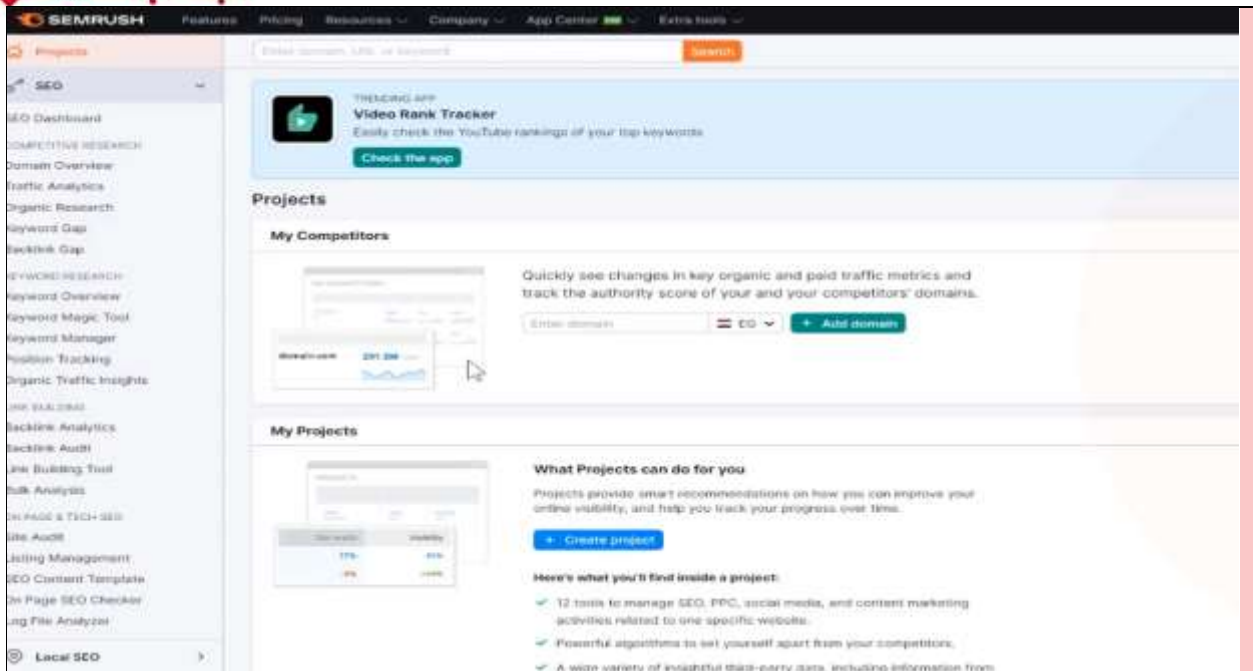 SEMRUSH
Features
Pricing
Resources
Company
App Center
Extra tools
Projects
Enter domain, URL or keyword
Search
SEO
SEO Dashboard
COMPETITIVE RESEARCH
Domain Overview
Traffic Analytics
Organic Research
Keyword Gap
Backlink Gap
KEYWORD RESEARCH
Keyword Overview
Keyword Magic Tool
Keyword Manager
Position Tracking
Organic Traffic Insights
LINK BUILDING
Backlink Analytics
Backlink Audit
Link Building Tool
Bulk Analysis
ON PAGE & TECH SEO
Site Audit
Listing Management
SEO Content Template
On Page SEO Checker
Log File Analyzer
Local SEO
TRENDING APP
Video Rank Tracker
Easily check the YouTube rankings of your top keywords
Check the app
Projects
My Competitors
Quickly see changes in key organic and paid traffic metrics and
track the authority score of your and your competitors' domains.
Enter domain
EG
+ Add domain
My Projects
Visibility
What Projects can do for you
Projects provide smart recommendations on how you can improve your
online visibility, and help you track your progress over time.
+ Create project
Here's what you'll find inside a project:
12 tools to manage SEO, PPC, social media, and content marketing
activities related to one specific website.
Powerful algorithms to set yourself apart from your competitors.
A wide variety of insightful third-party data, including information from